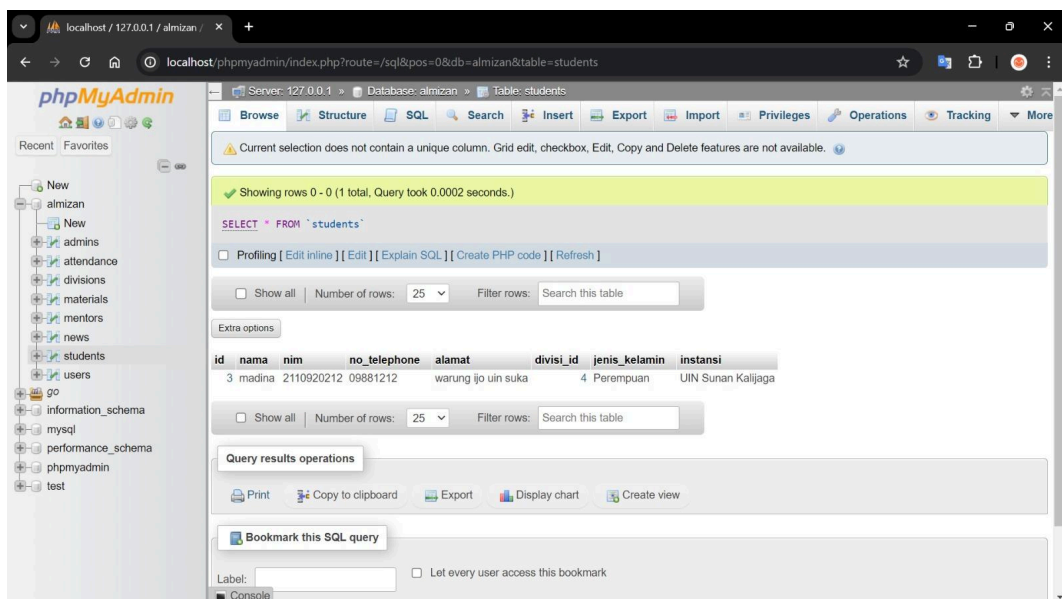 localhost / 127.0.0.1 / almizan /
localhost/phpmyadmin/index.php?route=/sql&pos=0&db=almizan&table=students
phpMyAdmin
Recent Favorites
New
almizan
New
admins
attendance
divisions
materials
mentors
news
students
users
go
information_schema
mysql
performance_schema
phpmyadmin
test
Server: 127.0.0.1 » Database: almizan » Table: students
Browse Structure SQL Search Insert Export Import Privileges Operations Tracking More
Current selection does not contain a unique column. Grid edit, checkbox, Edit, Copy and Delete features are not available.
Showing rows 0 - 0 (1 total, Query took 0.0002 seconds.)
SELECT * FROM `students`
Profiling [ Edit inline ] [ Edit ] [ Explain SQL ] [ Create PHP code ] [ Refresh ]
Show all | Number of rows: 25 Filter rows: Search this table
Extra options
id nama nim no_telephone alamat divisi_id jenis_kelamin instansi
3 madina 2110920212 09881212 warung ijo uin suka 4 Perempuan UIN Sunan Kalijaga
Show all | Number of rows: 25 Filter rows: Search this table
Query results operations
Print Copy to clipboard Export Display chart Create view
Bookmark this SQL query
Label: Let every user access this bookmark
Console